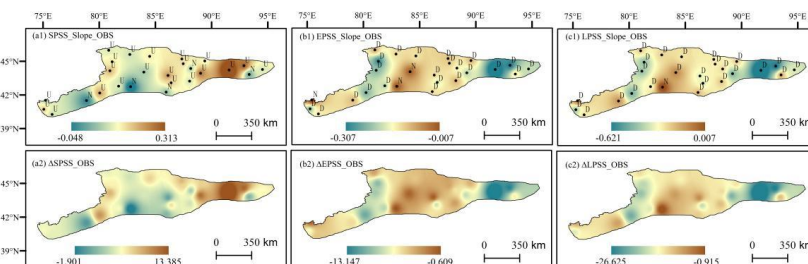 75°E 80°E 85°E 90°E 95°E 75°E 80°E 85°E 90°E 95°E 75°E 80°E 85°E 90°E 95°E
(a1) SPSS_Slope_OBS (b1) EPSS_Slope_OBS (c1) LPSS_Slope_OBS
45°N
42°N
39°N
-0.048 0.313 0 350 km -0.307 -0.007 0 350 km -0.621 0.007 0 350 km
(a2) ΔSPSS_OBS (b2) ΔEPSS_OBS (c2) ΔLPSS_OBS
45°N
42°N
39°N
-1.901 13.385 0 350 km -13.147 -0.609 0 350 km -26.625 -0.915 0 350 km